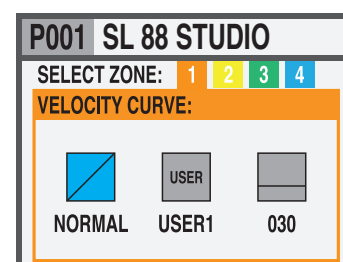 P001 SL 88 STUDIO
SELECT ZONE: 1 2 3 4
VELOCITY CURVE:
USER
NORMAL USER1 030